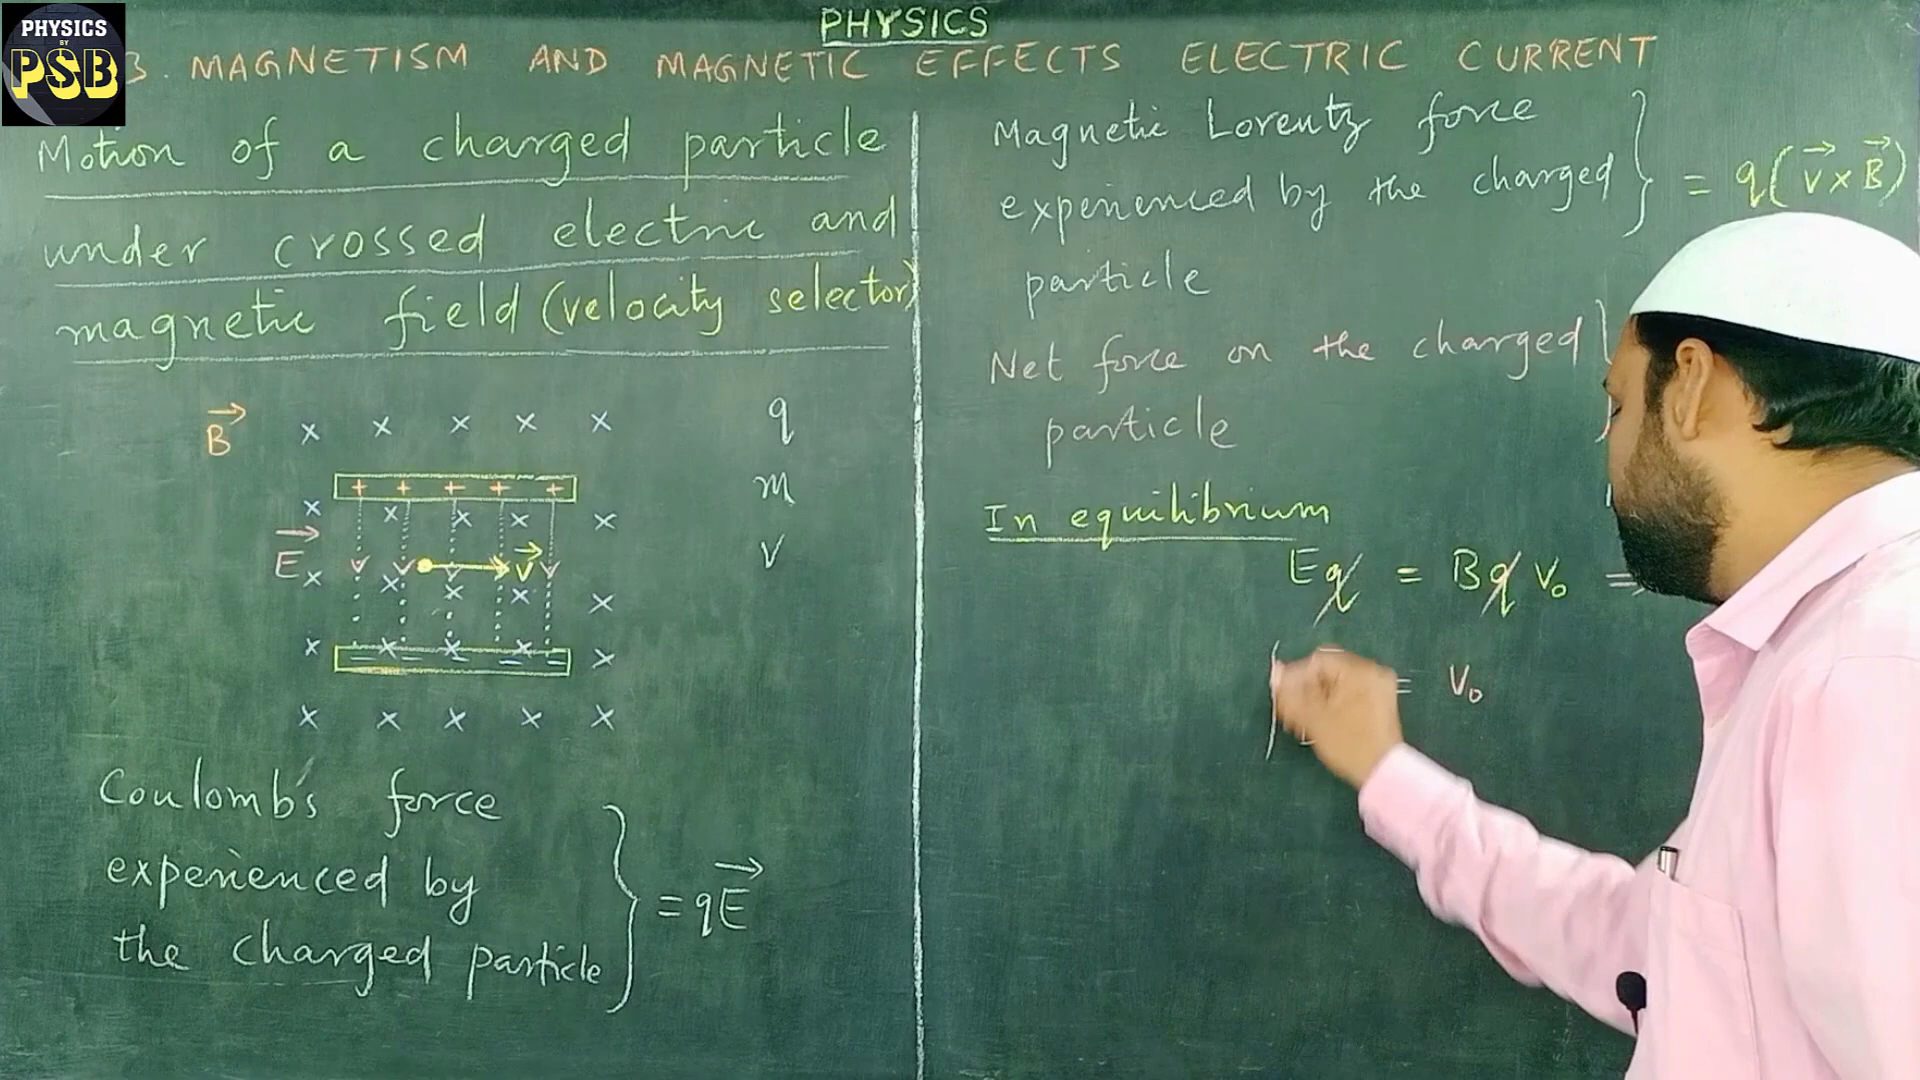 PHYSICS
BY
PSB
PHYSICS
3. MAGNETISM AND MAGNETIC EFFECTS ELECTRIC CURRENT
Motion of a charged particle
under crossed electric and
magnetic field (velocity selector)
B
q
m
E
v
V
+ + + + +
Coulomb's force
experienced by
the charged particle
= qE
Magnetic Lorentz force
experienced by the charged
particle
= q(v×B)
Net force on the charged
particle
In equilibrium
Eq = Bq v₀ =
= v₀